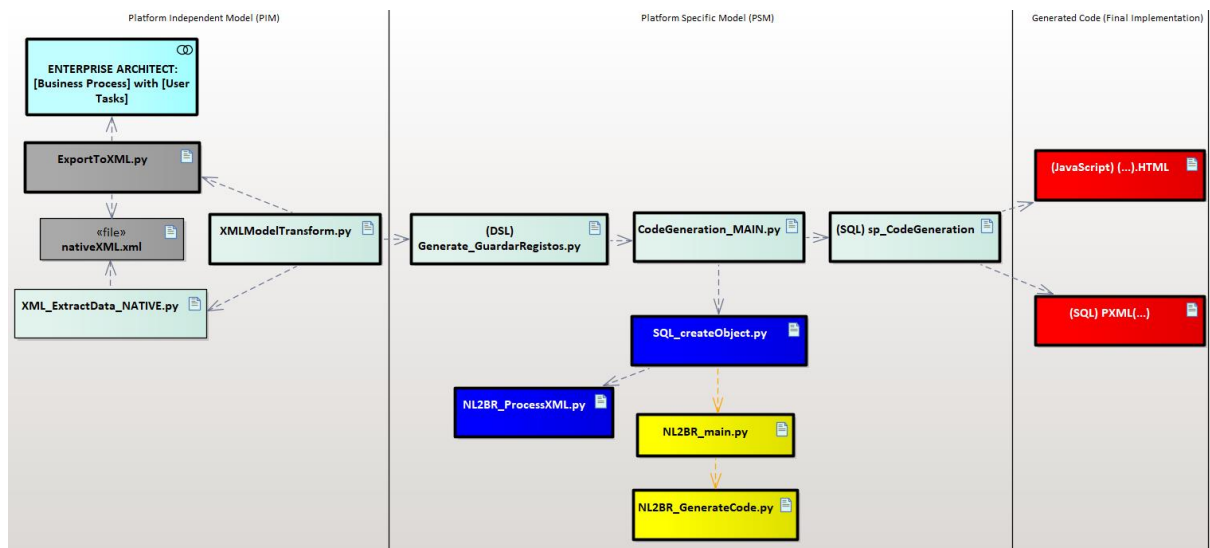 Platform Independent Model (PIM)
Platform Specific Model (PSM)
Generated Code (Final Implementation)
ENTERPRISE ARCHITECT:
[Business Process] with [User
Tasks]
ExportToXML.py
«file»
nativeXML.xml
XML_ExtractData_NATIVE.py
XMLModelTransform.py
(DSL)
Generate_GuardarRegistos.py
CodeGeneration_MAIN.py
(SQL) sp_CodeGeneration
SQL_createObject.py
NL2BR_ProcessXML.py
NL2BR_main.py
NL2BR_GenerateCode.py
(JavaScript) (...).HTML
(SQL) PXML(...)